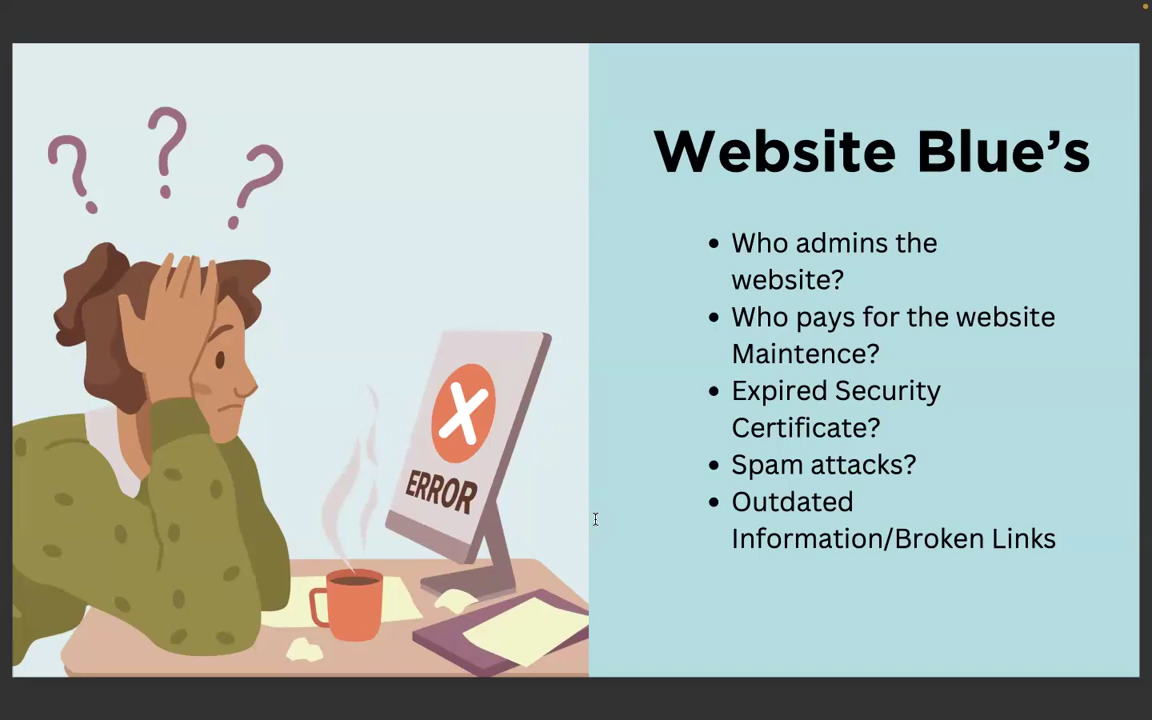 Website Blue's
• Who admins the
website?
• Who pays for the website
Maintence?
• Expired Security
Certificate?
• Spam attacks?
• Outdated
Information/Broken Links
? ? ?
X
ERROR